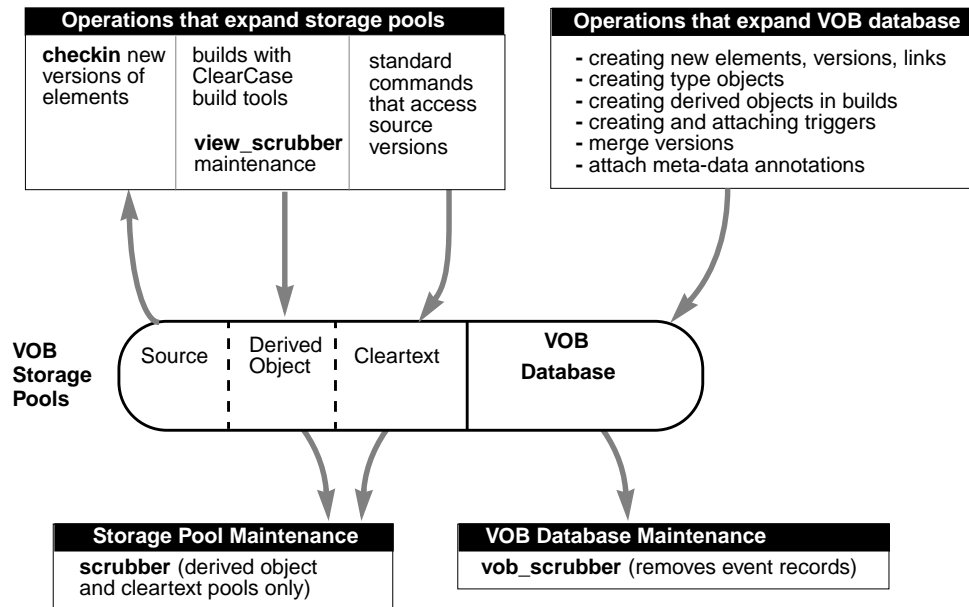 Operations that expand storage pools
checkin new
versions of
elements
builds with
ClearCase
build tools
view_scrubber
maintenance
standard
commands
that access
source
versions
Operations that expand VOB database
- creating new elements, versions, links
- creating type objects
- creating derived objects in builds
- creating and attaching triggers
- merge versions
- attach meta-data annotations
VOB
Storage
Pools
Source
Derived
Object
Cleartext
VOB
Database
Storage Pool Maintenance
scrubber (derived object
and cleartext pools only)
VOB Database Maintenance
vob_scrubber (removes event records)